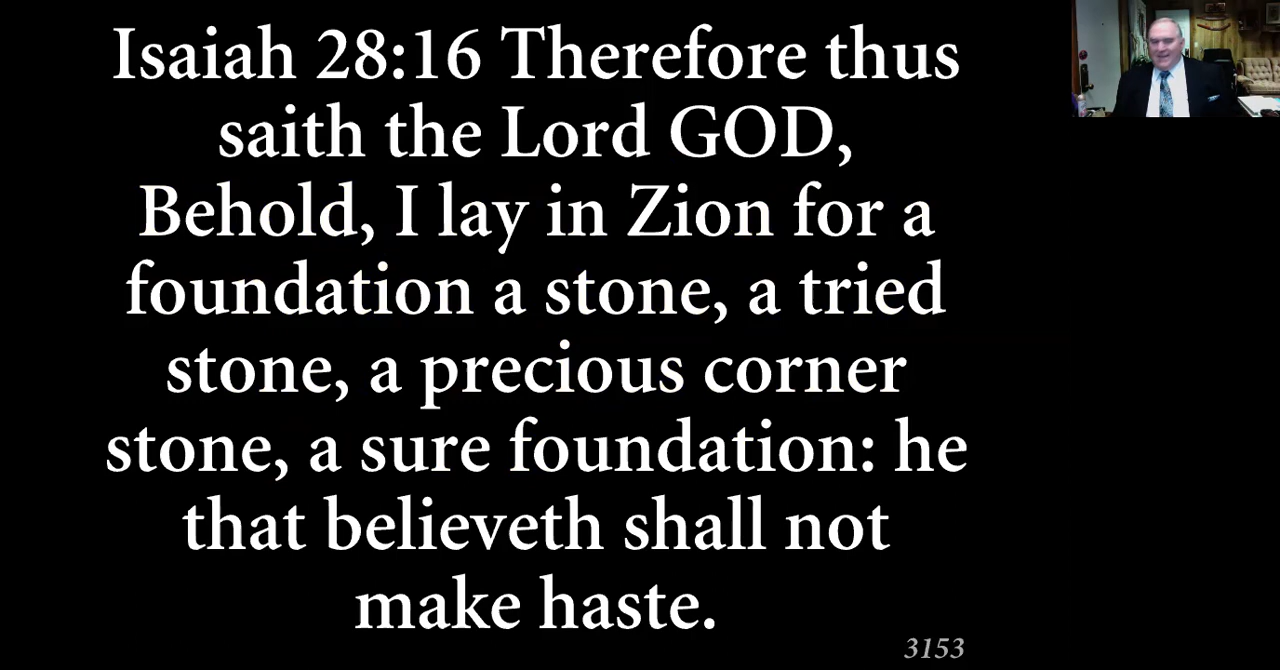 Isaiah 28:16 Therefore thus
saith the Lord GOD,
Behold, I lay in Zion for a
foundation a stone, a tried
stone, a precious corner
stone, a sure foundation: he
that believeth shall not
make haste.
3153